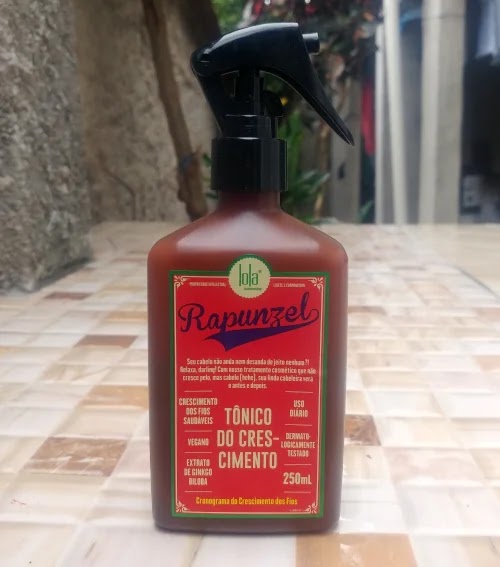 lola
Rapunzel
Seu cabelo não anda nem desanda de jeito nenhum?!
Relaxa, darling! Com nosso tratamento cosmético que não
cresce pelo, mas cabelo (hehe), sua linda cabeleira verá
o antes e depois.
CRESCIMENTO
DOS FIOS
SAUDÁVEIS
VEGANO
EXTRATO
DE GINKGO
BILOBA
TÔNICO
DO CRES-
CIMENTO
USO
DIÁRIO
DERMATO-
LOGICAMENTE
TESTADO
250mL
Cronograma do Crescimento dos Fios